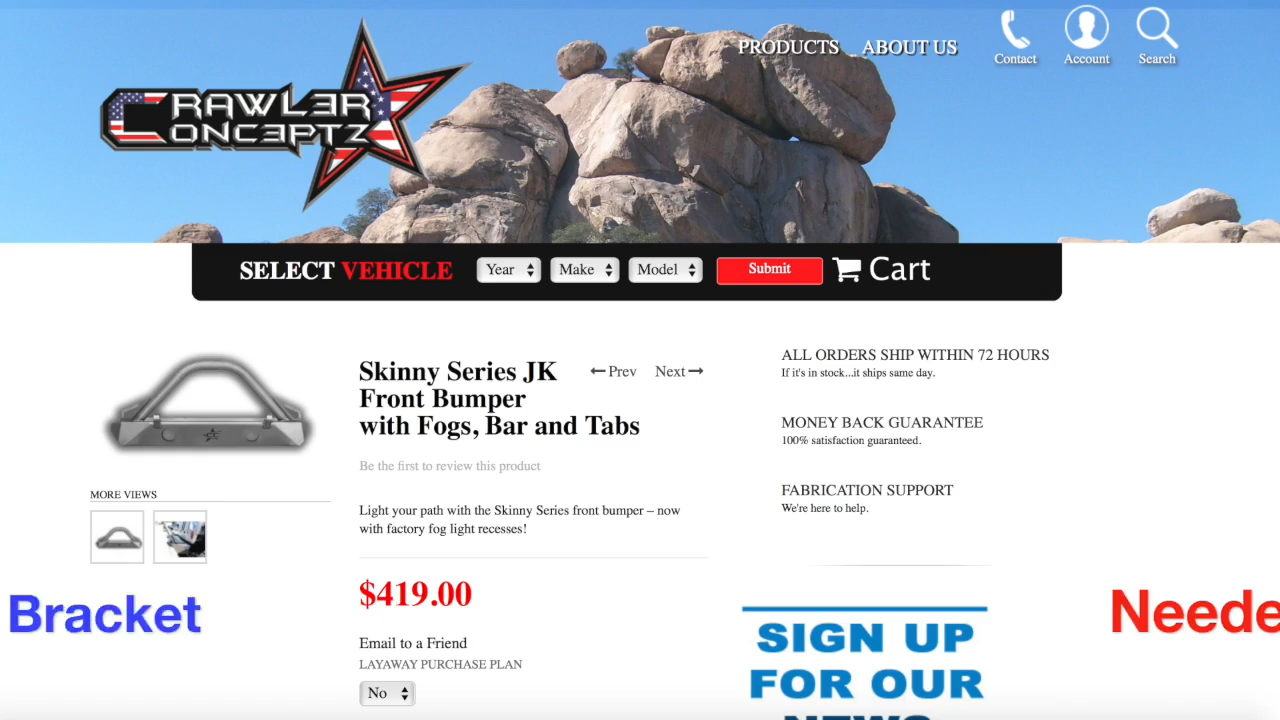 PRODUCTS
ABOUT US
Contact
Account
Search
CRAWLER
CONCEPTZ
SELECT VEHICLE
Year
Make
Model
Submit
Cart
Skinny Series JK
Front Bumper
with Fogs, Bar and Tabs
Prev
Next
Be the first to review this product
MORE VIEWS
Light your path with the Skinny Series front bumper – now
with factory fog light recesses!
$419.00
Email to a Friend
LAYAWAY PURCHASE PLAN
No
ALL ORDERS SHIP WITHIN 72 HOURS
If it's in stock...it ships same day.
MONEY BACK GUARANTEE
100% satisfaction guaranteed.
FABRICATION SUPPORT
We're here to help.
Bracket
Neede
SIGN UP
FOR OUR
NEWS